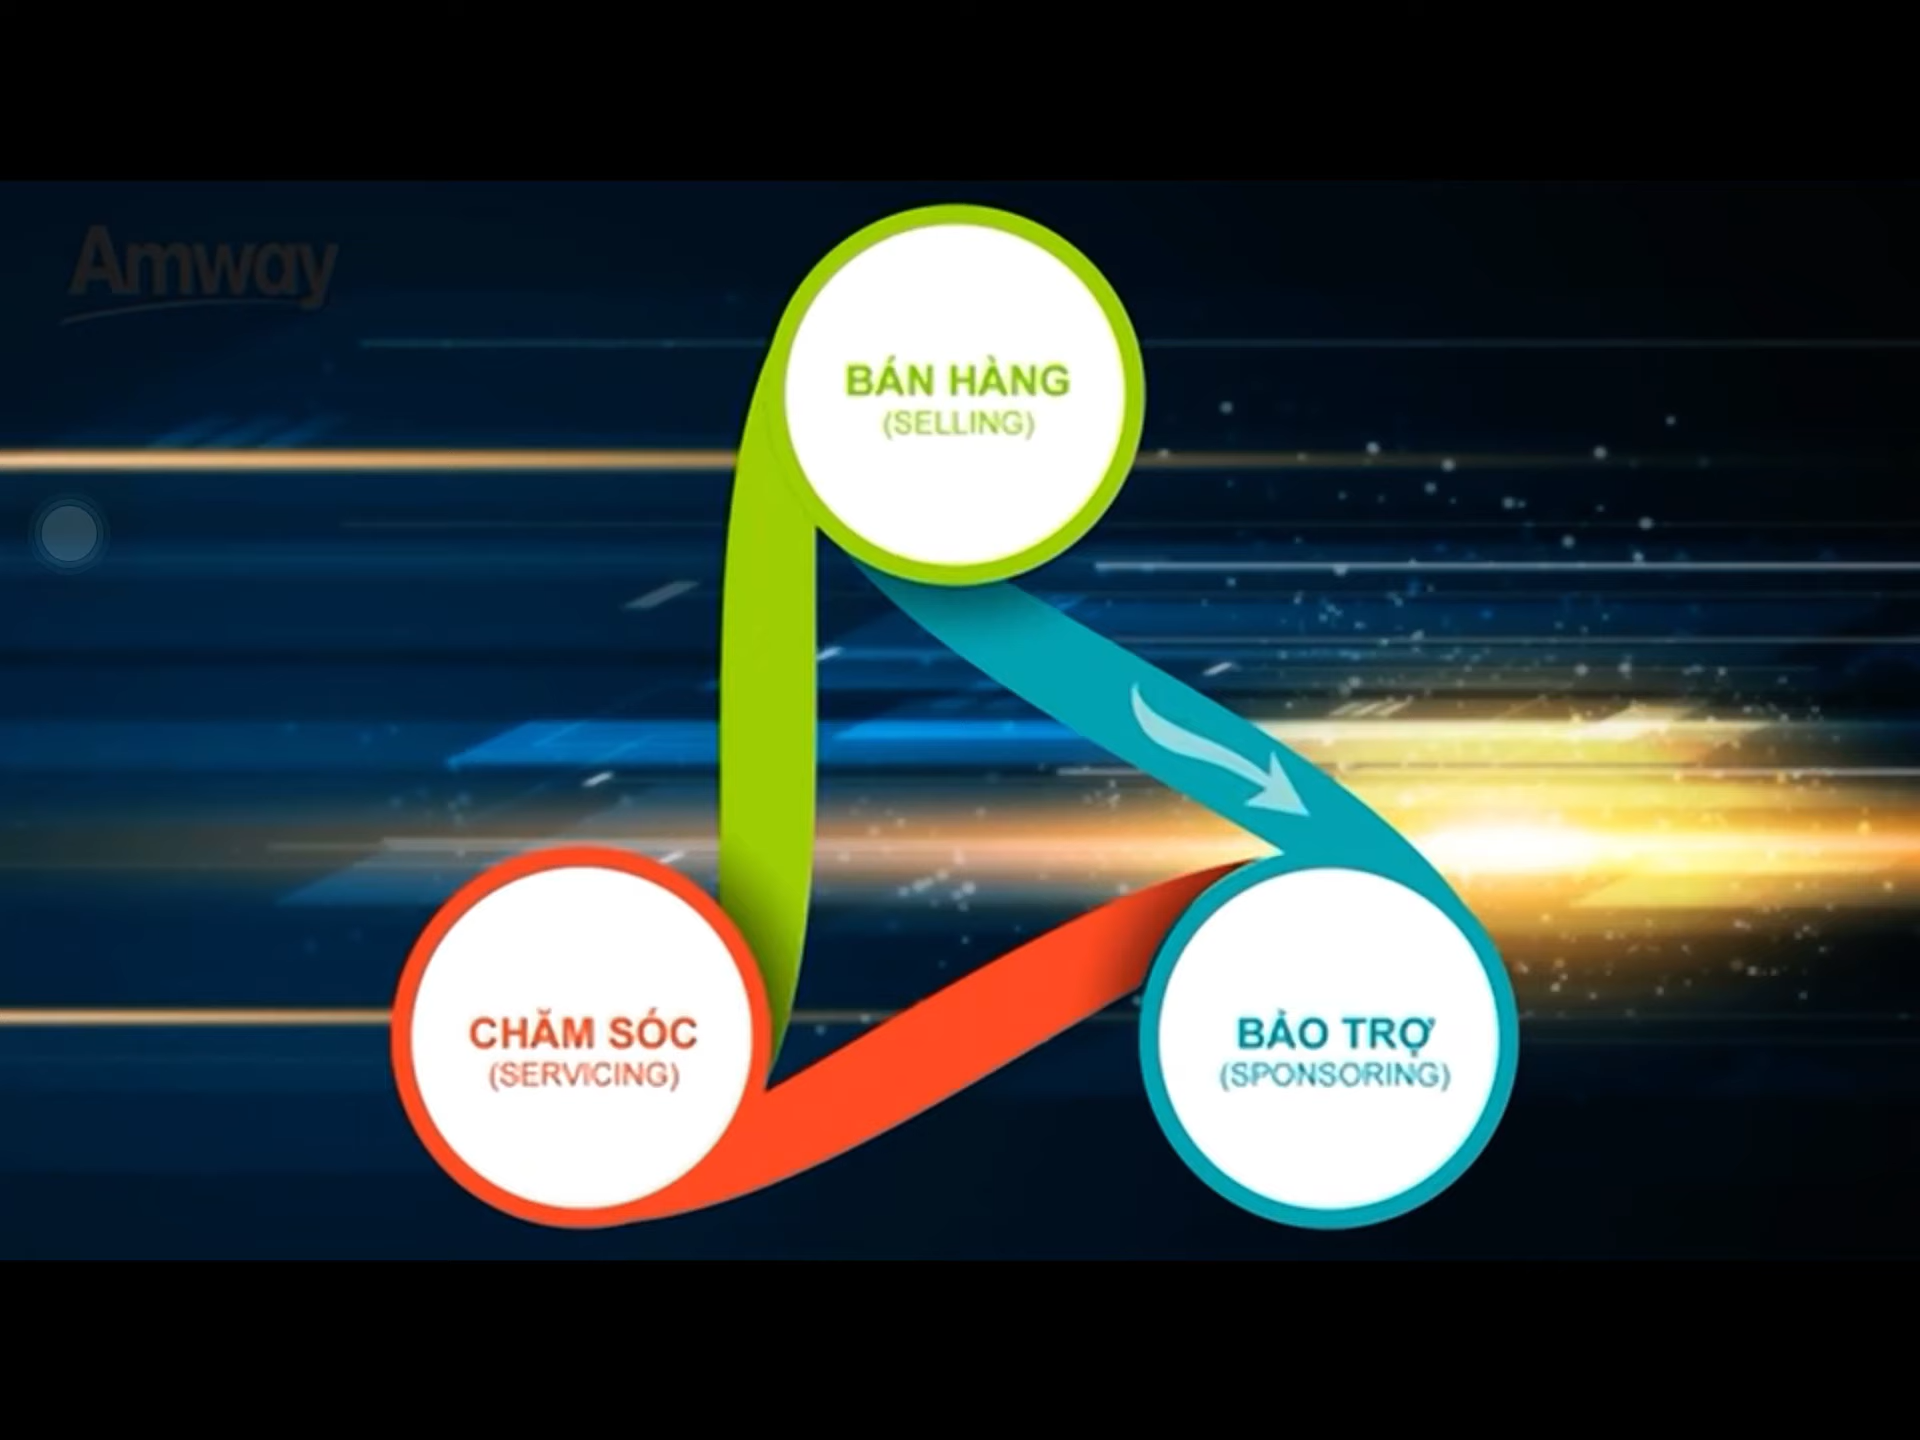 Amway
BÁN HÀNG
(SELLING)
CHĂM SÓC
(SERVICING)
BẢO TRỢ
(SPONSORING)